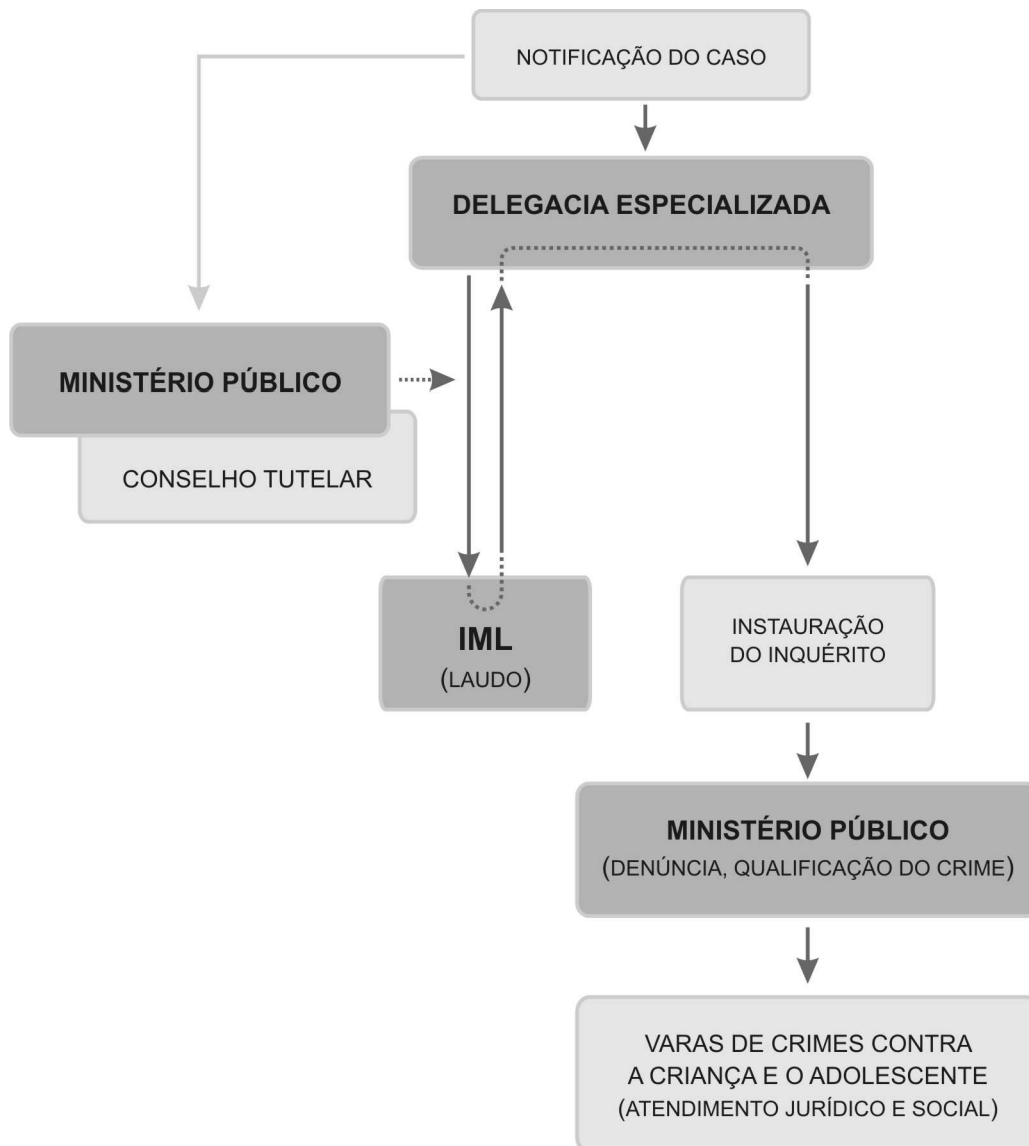 NOTIFICAÇÃO DO CASO
DELEGACIA ESPECIALIZADA
MINISTÉRIO PÚBLICO
CONSELHO TUTELAR
IML
(LAUDO)
INSTAURAÇÃO
DO INQUÉRITO
MINISTÉRIO PÚBLICO
(DENÚNCIA, QUALIFICAÇÃO DO CRIME)
VARAS DE CRIMES CONTRA
A CRIANÇA E O ADOLESCENTE
(ATENDIMENTO JURÍDICO E SOCIAL)